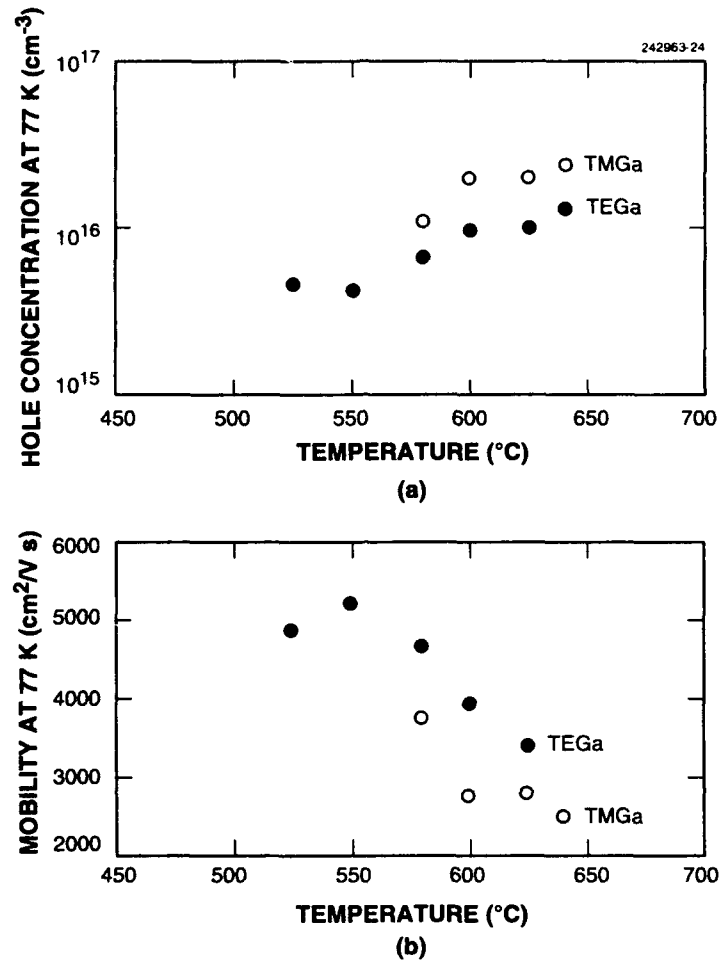 242963-24
HOLE CONCENTRATION AT 77 K (cm-3)
10^17
10^16
10^15
TMGa
TEGa
450 500 550 600 650 700
TEMPERATURE (°C)
(a)
MOBILITY AT 77 K (cm²/V s)
6000
5000
4000
3000
2000
TEGa
TMGa
450 500 550 600 650 700
TEMPERATURE (°C)
(b)